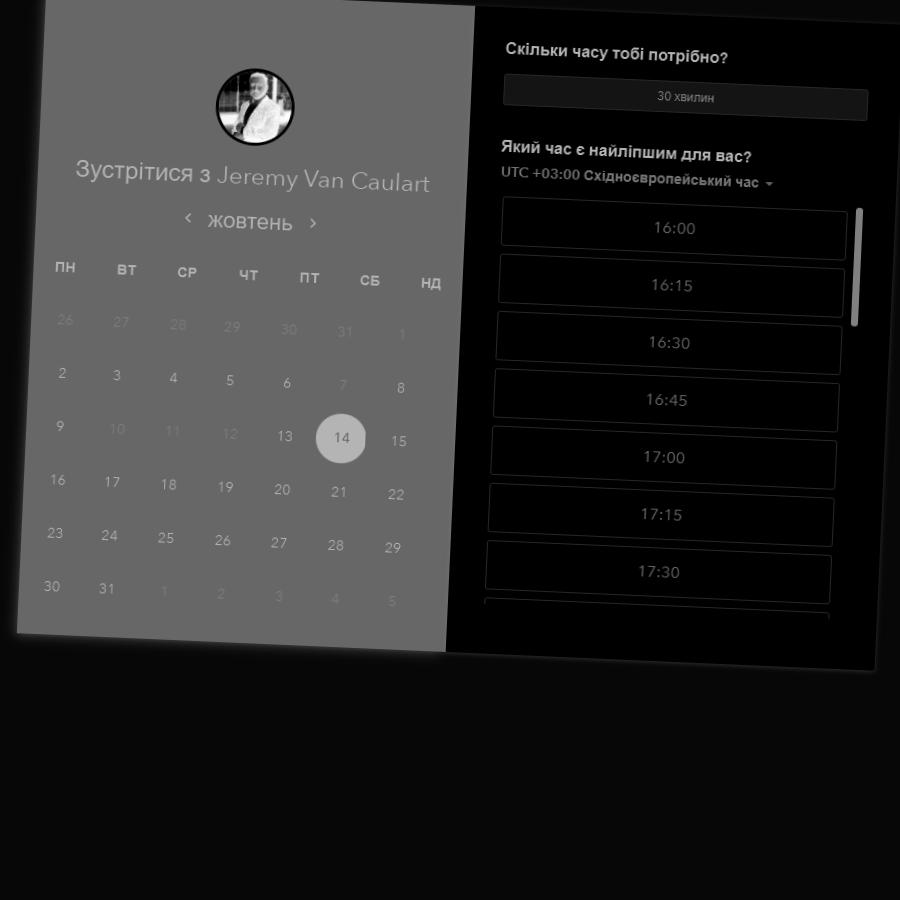 Зустрітися з Jeremy Van Caulart
жовтень
ПН ВТ СР ЧТ ПТ СБ НД
26 27 28 29 30 31 1
2 3 4 5 6 7 8
9 10 11 12 13 14 15
16 17 18 19 20 21 22
23 24 25 26 27 28 29
30 31 1 2 3 4 5
Скільки часу тобі потрібно?
30 хвилин
Який час є найліпшим для вас?
UTC +03:00 Східноєвропейський час
16:00
16:15
16:30
16:45
17:00
17:15
17:30